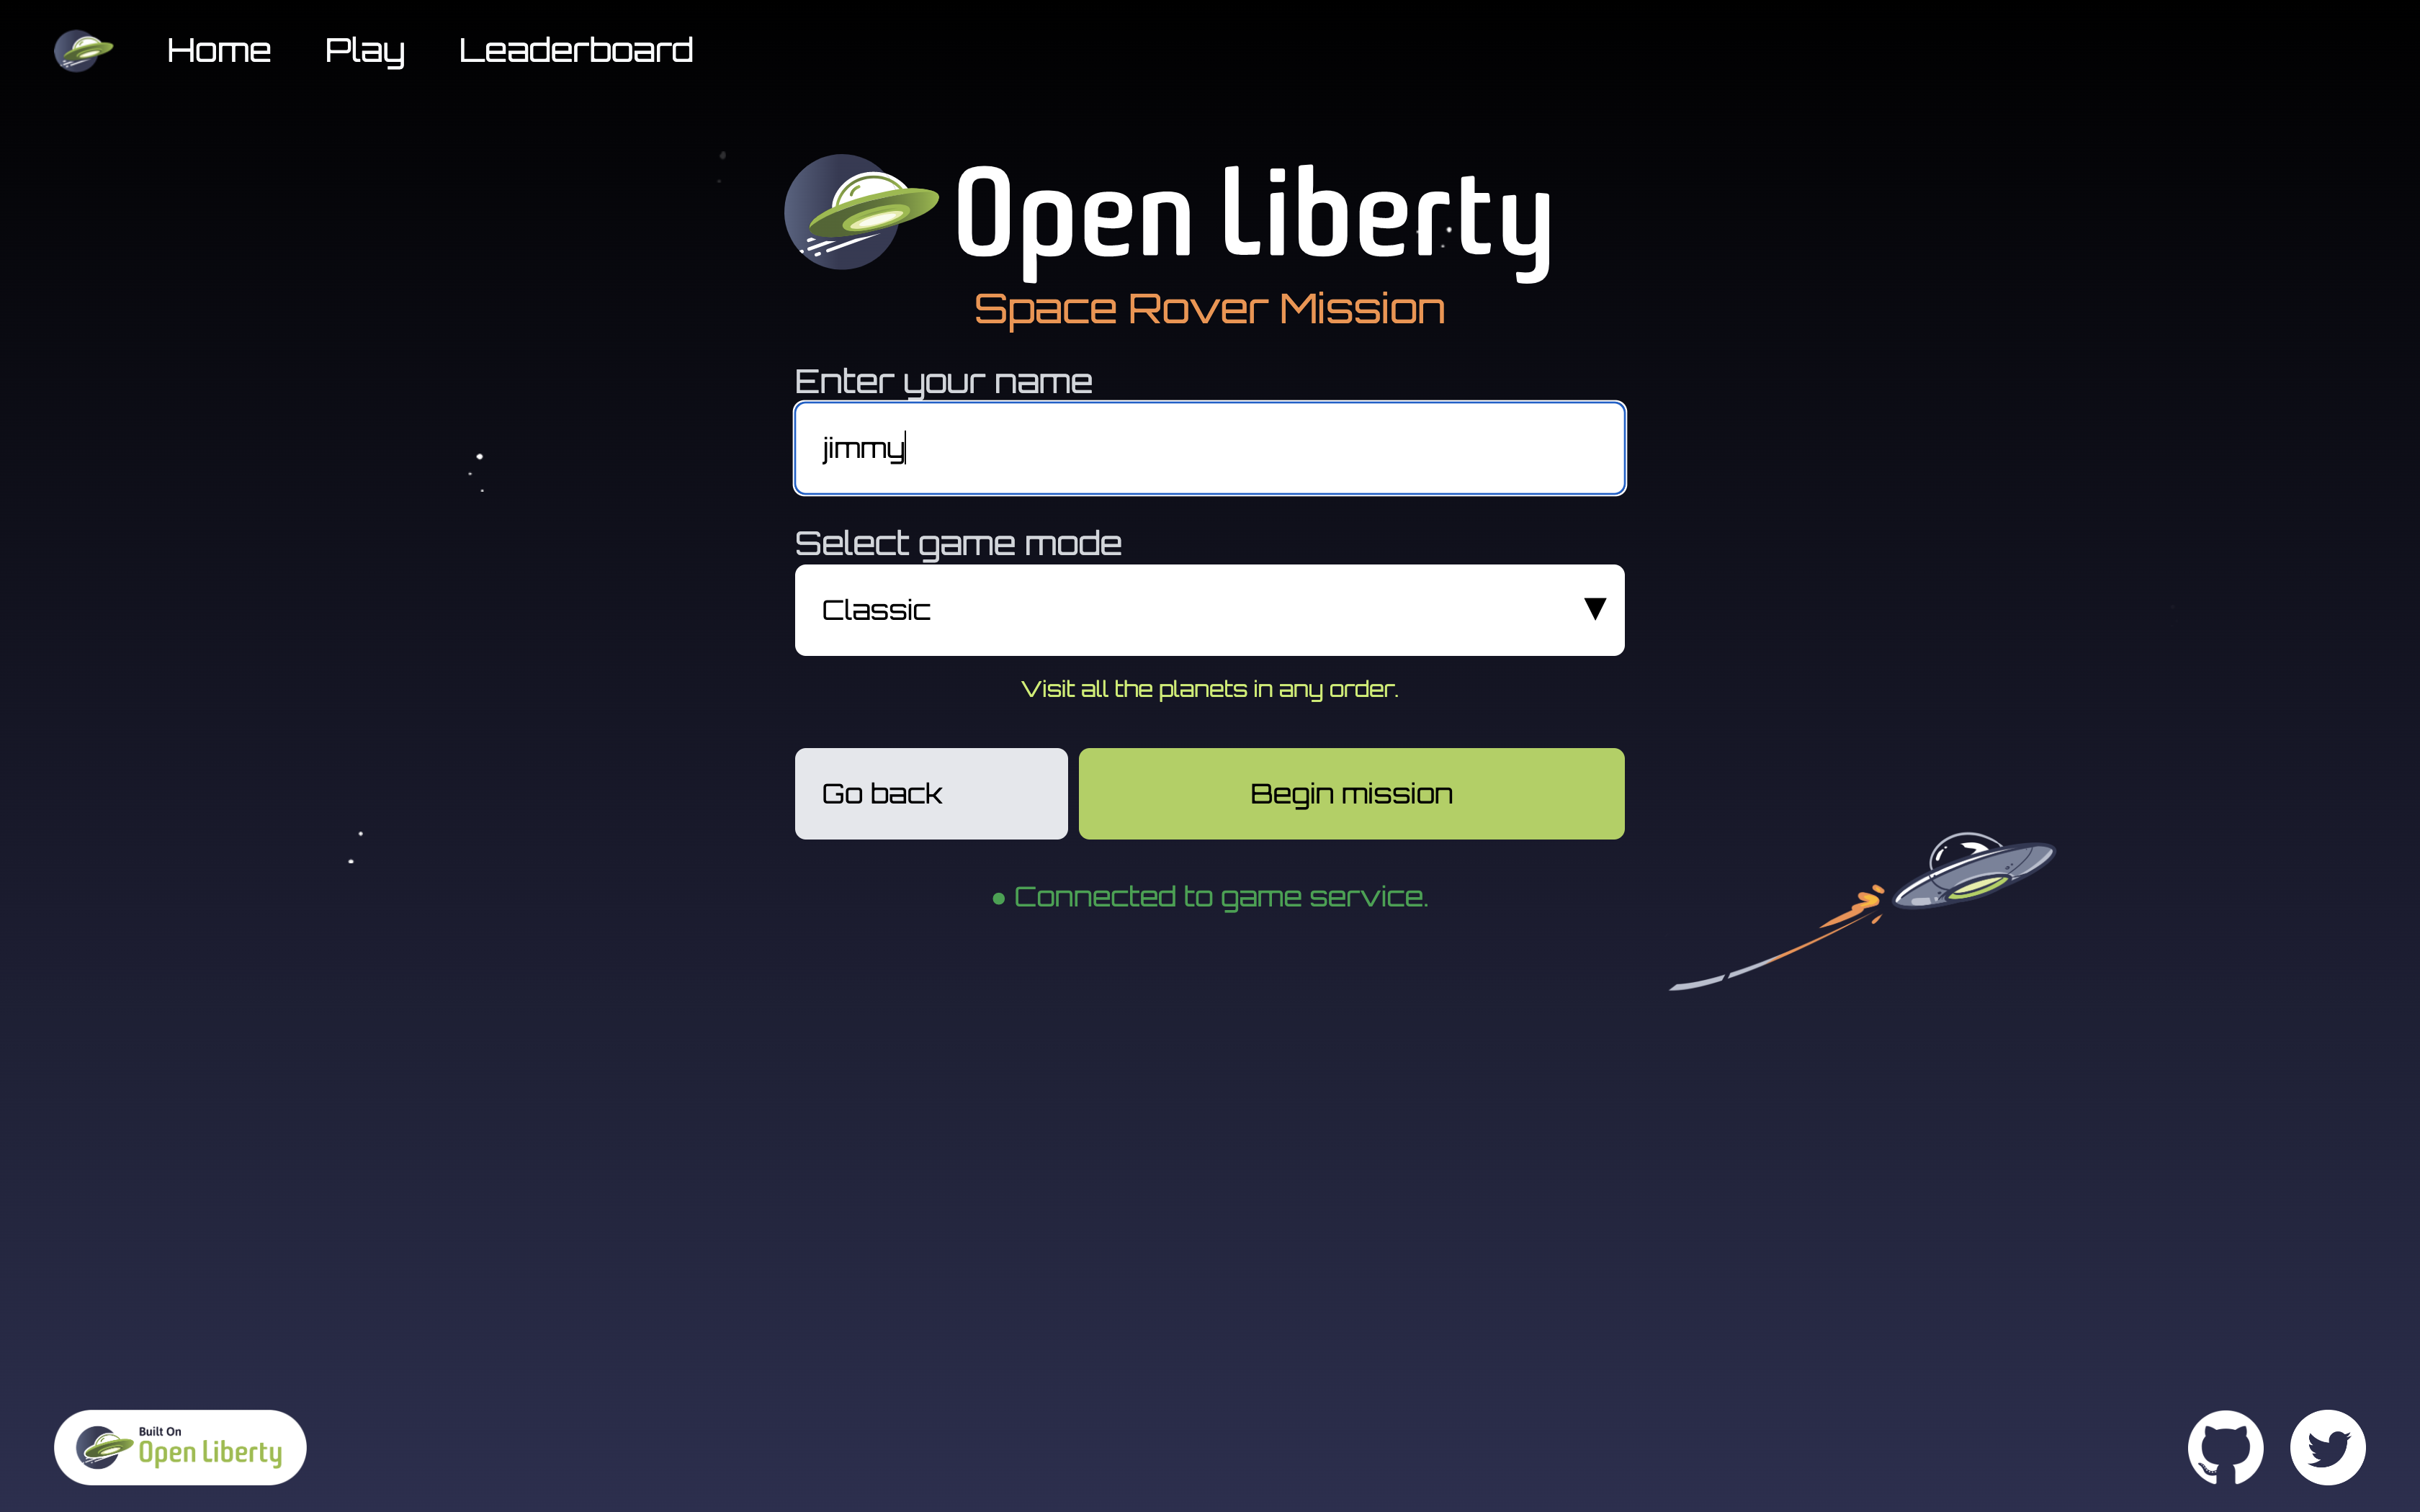 Home Play Leaderboard
Open Liberty
Space Rover Mission
Enter your name
jimmy
Select game mode
Classic
Visit all the planets in any order.
Go back Begin mission
Connected to game service.
Built On
Open Liberty